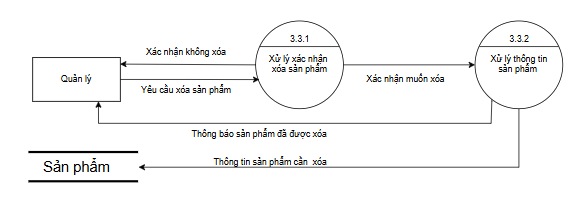 3.3.1
3.3.2
Xác nhận không xóa
Xử lý xác nhận
xóa sản phẩm
Xử lý thông tin
sản phẩm
Quản lý
Xác nhận muốn xóa
Yêu cầu xóa sản phẩm
Thông báo sản phẩm đã được xóa
Sản phẩm
Thông tin sản phẩm cần xóa